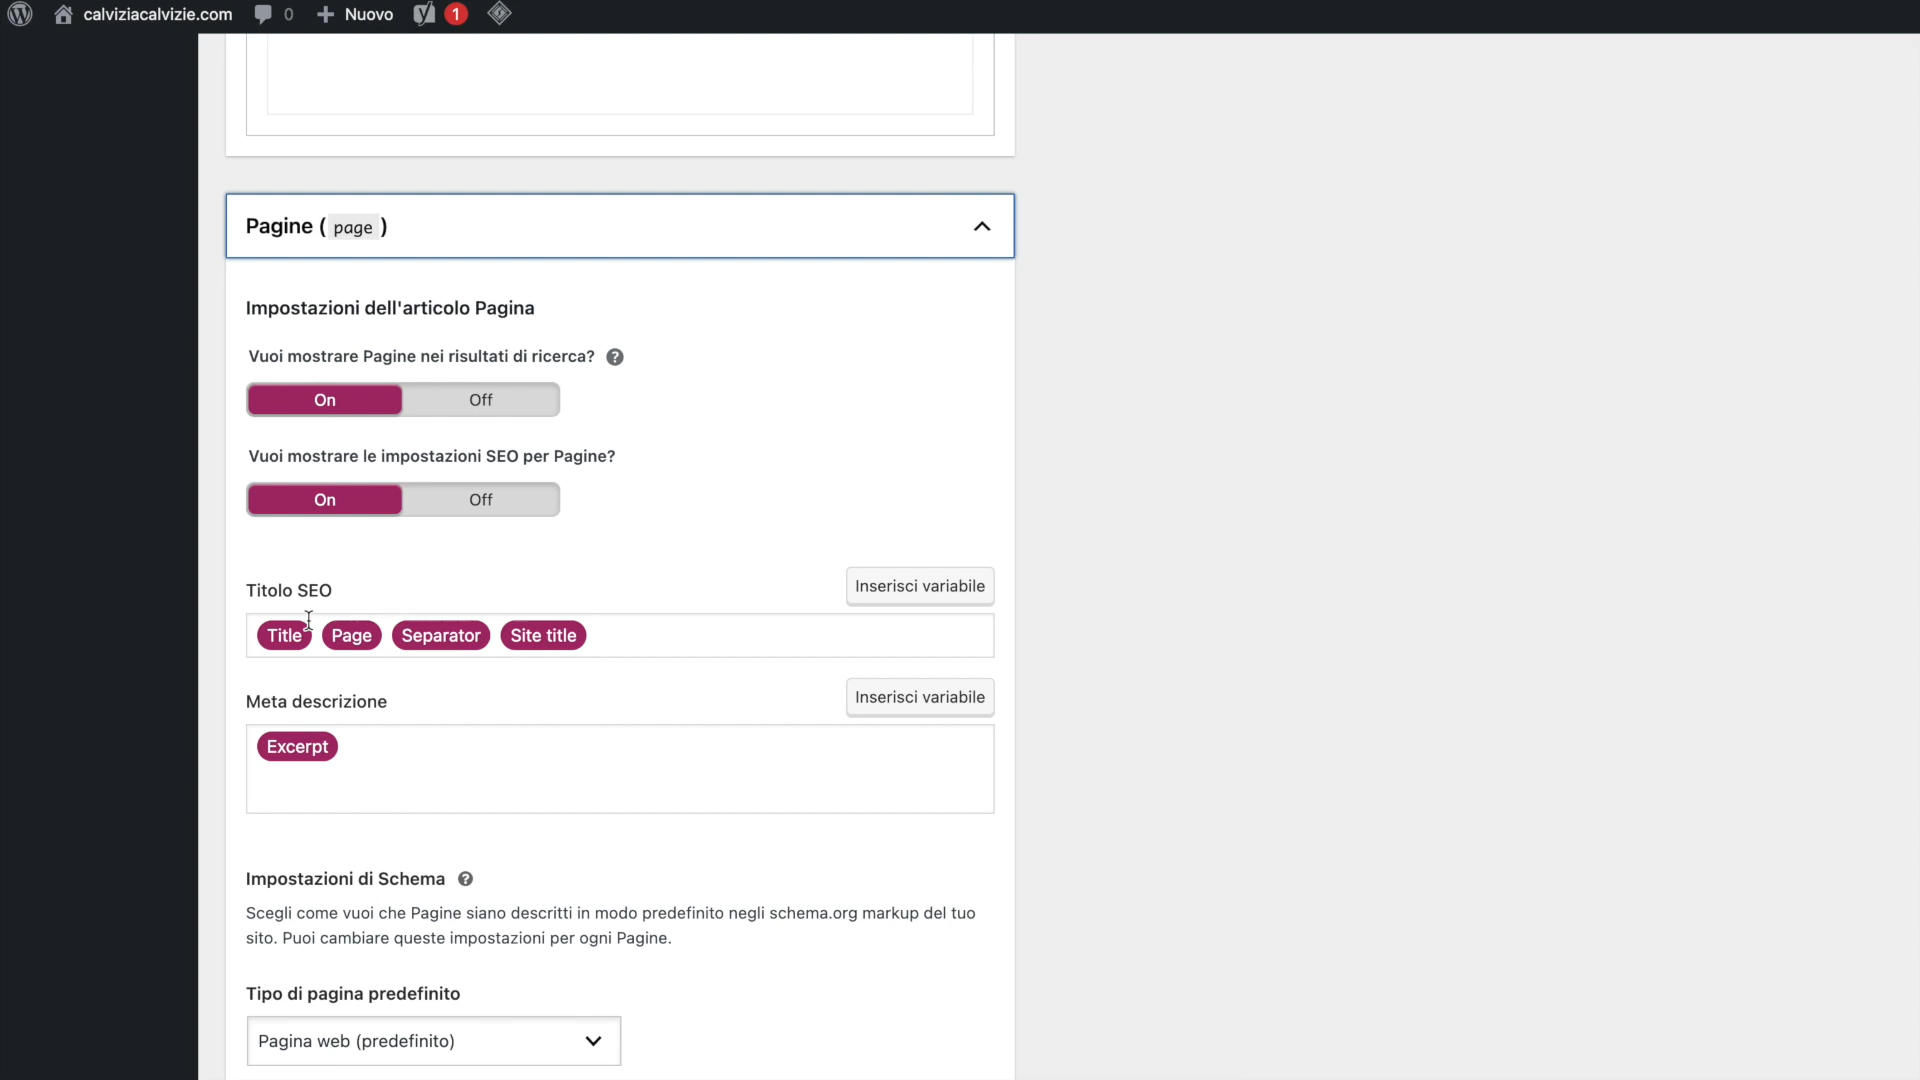 calviziacalvizie.com 0 Nuovo 1
Pagine ( page )
Impostazioni dell'articolo Pagina
Vuoi mostrare Pagine nei risultati di ricerca? ?
On Off
Vuoi mostrare le impostazioni SEO per Pagine?
On Off
Titolo SEO Inserisci variabile
Title Page Separator Site title
Meta descrizione Inserisci variabile
Excerpt
Impostazioni di Schema ?
Scegli come vuoi che Pagine siano descritti in modo predefinito negli schema.org markup del tuo
sito. Puoi cambiare queste impostazioni per ogni Pagine.
Tipo di pagina predefinito
Pagina web (predefinito)